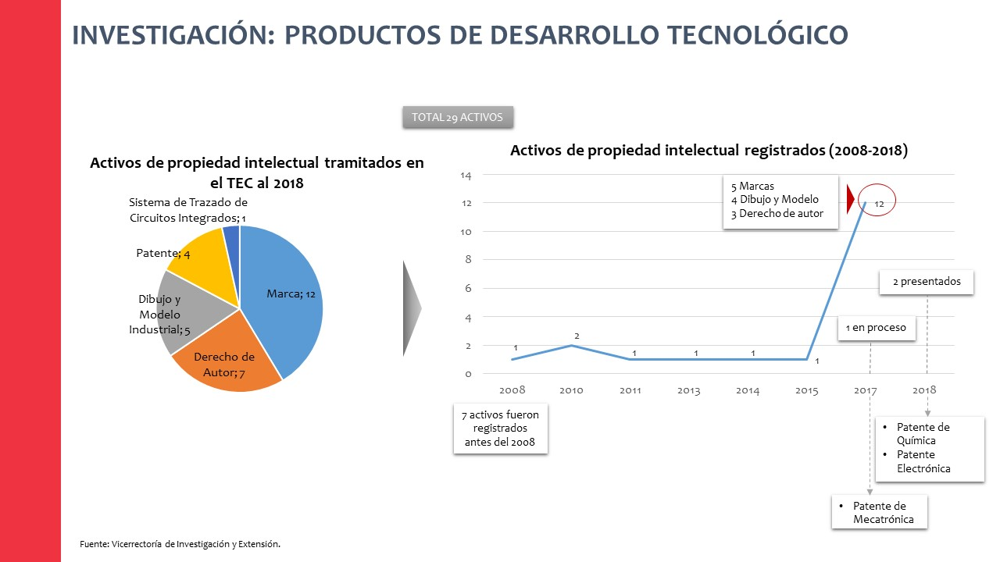 INVESTIGACIÓN: PRODUCTOS DE DESARROLLO TECNOLÓGICO
TOTAL 29 ACTIVOS
Activos de propiedad intelectual tramitados en
el TEC al 2018
Sistema de Trazado de
Circuitos Integrados; 1
Patente; 4
Marca; 12
Dibujo y
Modelo
Industrial; 5
Derecho de
Autor; 7
Activos de propiedad intelectual registrados (2008-2018)
14
12
10
8
6
4
2
0
5 Marcas
4 Dibujo y Modelo
3 Derecho de autor
12
2 presentados
1 en proceso
1
2
1
1
1
1
2008
2010
2011
2013
2014
2015
2017
2018
7 activos fueron
registrados
antes del 2008
• Patente de
Química
• Patente
Electrónica
• Patente de
Mecatrónica
Fuente: Vicerrectoría de Investigación y Extensión.